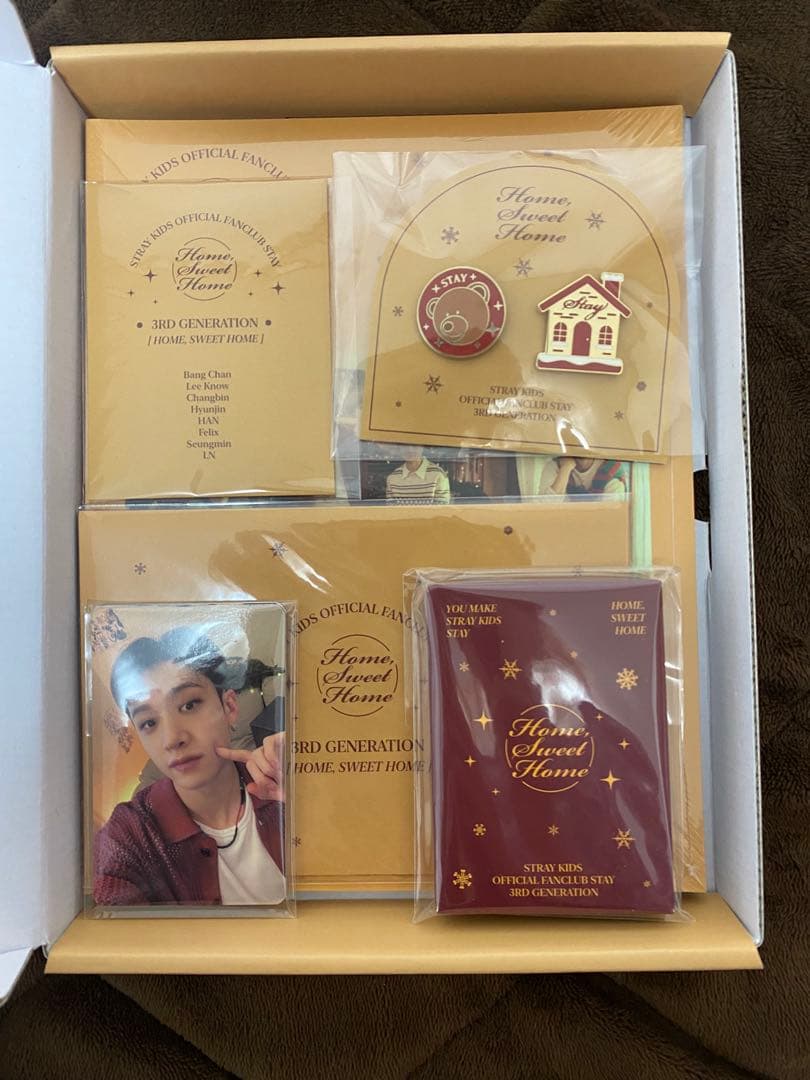 STRAY KIDS OFFICIAL FANCLUB
STRAY KIDS OFFICIAL FANCLUB STAY
Home,
Sweet
Home
• 3RD GENERATION •
[ HOME, SWEET HOME ]
Bang Chan
Lee Know
Changbin
Hyunjin
HAN
Felix
Seungmin
I.N
Home,
Sweet
Home
STAY
Stay
STRAY KIDS
OFFICIAL FANCLUB STAY
3RD GENERATION
KIDS OFFICIAL FANCLU
Home,
Sweet
Home
3RD GENERATION
[ HOME, SWEET HOME ]
YOU MAKE
STRAY KIDS
STAY
HOME,
SWEET
HOME
Home,
Sweet
Home
STRAY KIDS
OFFICIAL FANCLUB STAY
3RD GENERATION